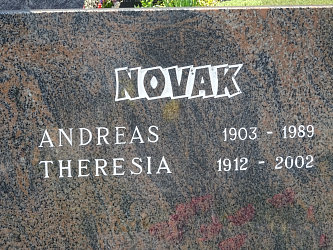 NOVAK
ANDREAS 1903 - 1989
THERESIA 1912 - 2002